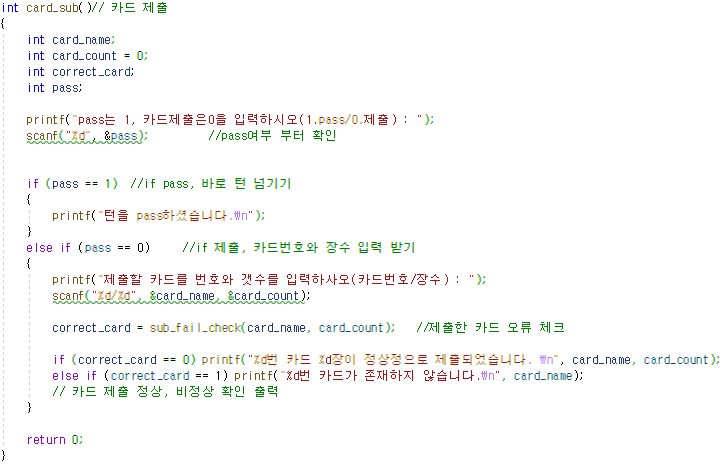 int card_sub()// 카드 제출
{
int card_name;
int card_count = 0;
int correct_card;
int pass;
printf("pass는 1, 카드제출은0을 입력하시오(1.pass/0.제출) : ");
scanf("%d", &pass); //pass여부 부터 확인
if (pass == 1) //if pass, 바로 턴 넘기기
{
printf("턴을 pass하셨습니다.\n");
}
else if (pass == 0) //if 제출, 카드번호와 장수 입력 받기
{
printf("제출할 카드를 번호와 갯수를 입력하사오(카드번호/장수) : ");
scanf("%d/%d", &card_name, &card_count);
correct_card = sub_fail_check(card_name, card_count); //제출한 카드 오류 체크
if (correct_card == 0) printf("%d번 카드 %d장이 정상정으로 제출되었습니다. \n", card_name, card_count);
else if (correct_card == 1) printf("%d번 카드가 존재하지 않습니다.\n", card_name);
// 카드 제출 정상, 비정상 확인 출력
}
return 0;
}